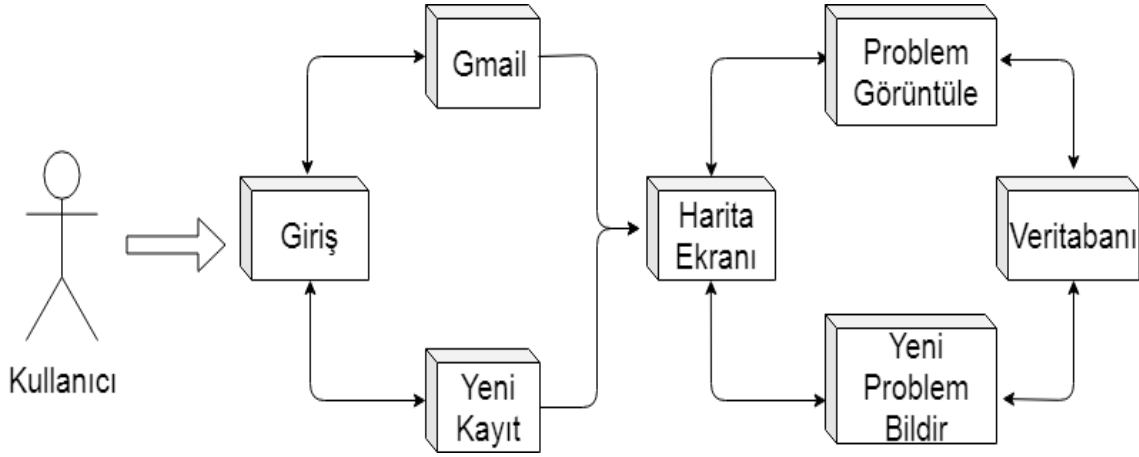 Kullanıcı
Giriş
Gmail
Yeni
Kayıt
Harita
Ekranı
Problem
Görüntüle
Yeni
Problem
Bildir
Veritabanı